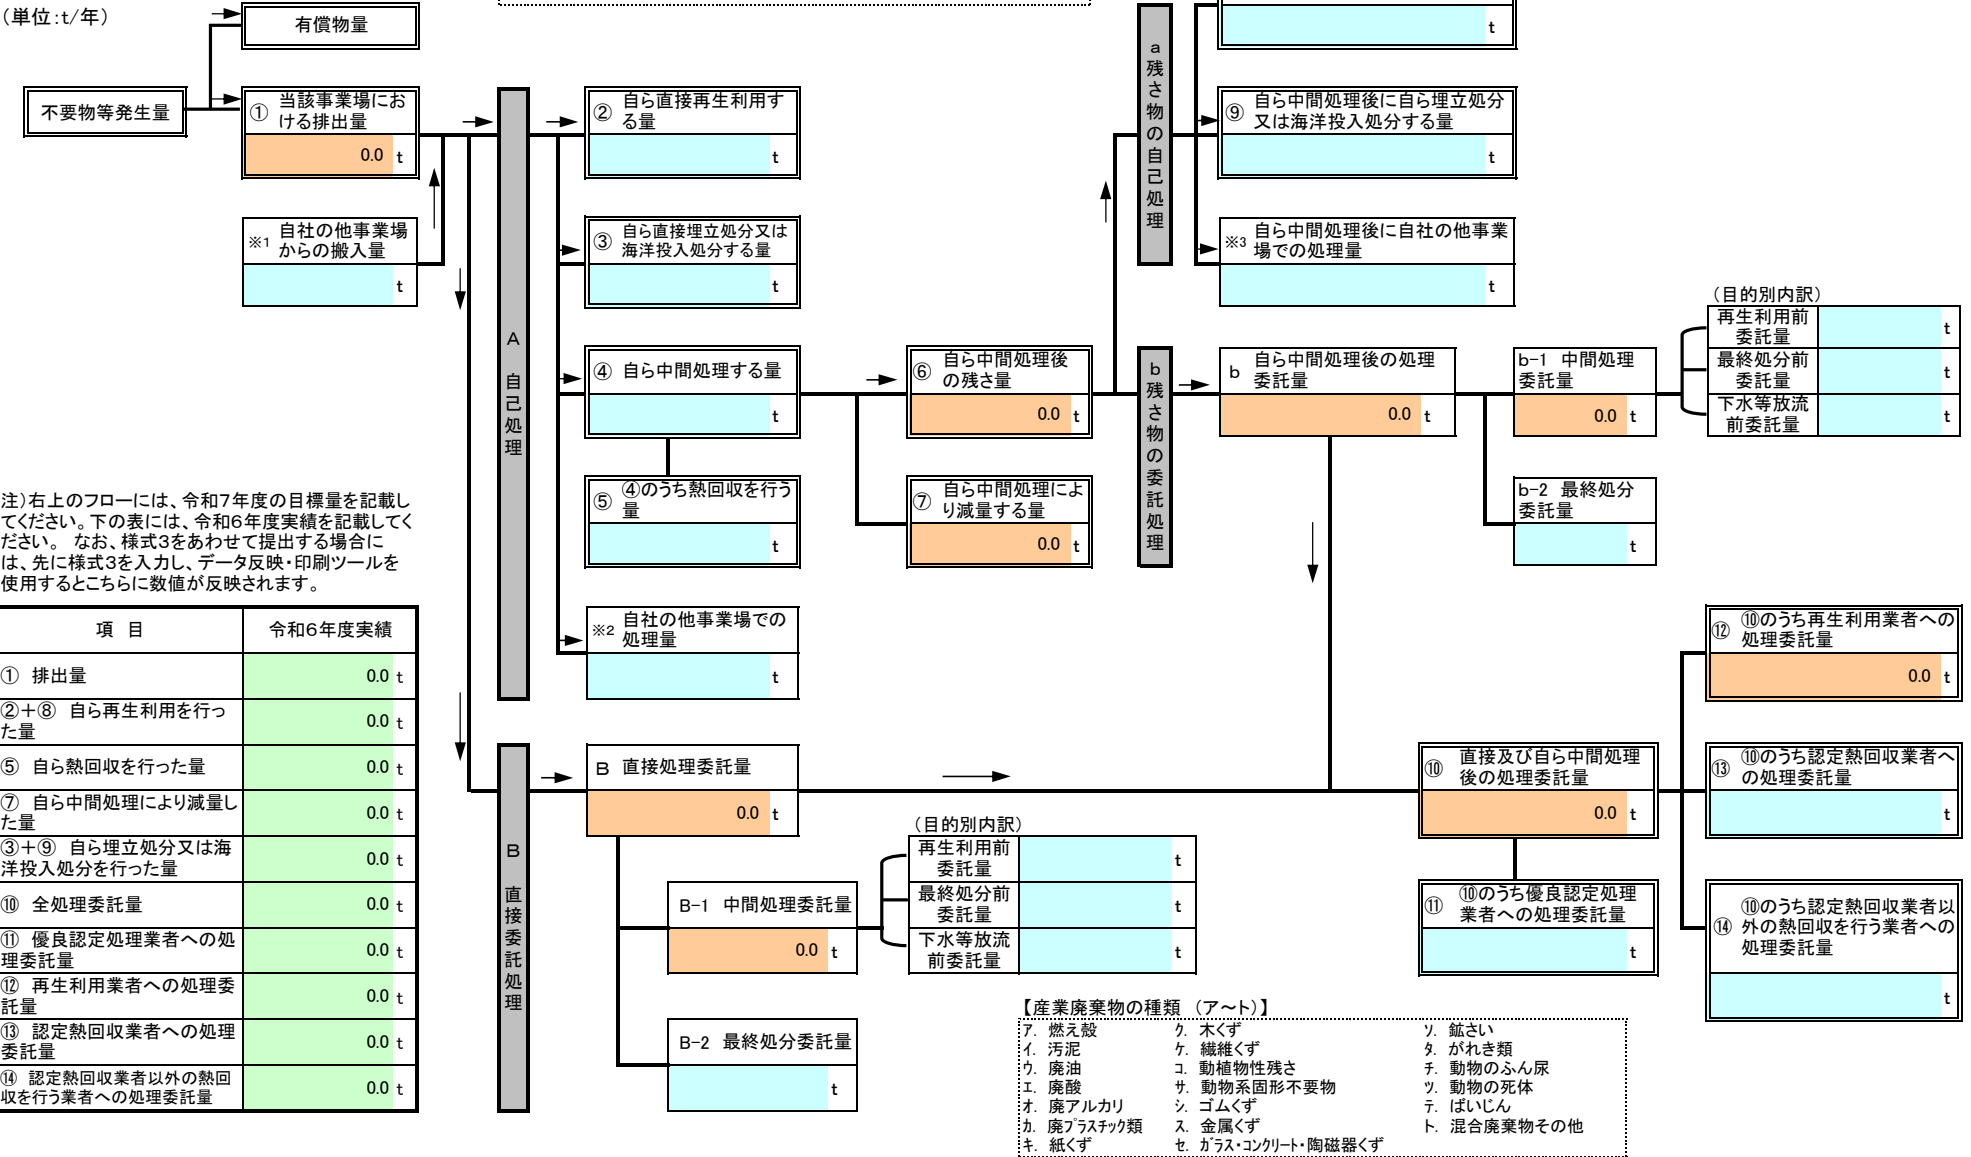 (単位:t/年)
有償物量
不要物等発生量
① 当該事業場にお
ける排出量
0.0 t
※1 自社の他事業場
からの搬入量
t
A 自己処理
② 自ら直接再生利用す
る量
t
③ 自ら直接埋立処分又は
海洋投入処分する量
t
④ 自ら中間処理する量
t
⑤ ④のうち熱回収を行う
量
t
※2 自社の他事業場での
処理量
t
⑥ 自ら中間処理後
の残さ量
0.0 t
⑦ 自ら中間処理によ
り減量する量
0.0 t
a 残さ物の自己処理
t
⑨ 自ら中間処理後に自ら埋立処分
又は海洋投入処分する量
t
※3 自ら中間処理後に自社の他事業
場での処理量
t
b 残さ物の委託処理
b 自ら中間処理後の処理
委託量
0.0 t
b-1 中間処理
委託量
0.0 t
b-2 最終処分
委託量
t
(目的別内訳)
再生利用前
委託量
t
最終処分前
委託量
t
下水等放流
前委託量
t
注)右上のフローには、令和7年度の目標量を記載し
てください。下の表には、令和6年度実績を記載してく
ださい。 なお、様式3をあわせて提出する場合に
は、先に様式3を入力し、データ反映・印刷ツールを
使用するとこちらに数値が反映されます。
項 目 令和6年度実績
① 排出量 0.0 t
②+⑧ 自ら再生利用を行っ
た量 0.0 t
⑤ 自ら熱回収を行った量 0.0 t
⑦ 自ら中間処理により減量し
た量 0.0 t
③+⑨ 自ら埋立処分又は海
洋投入処分を行った量 0.0 t
⑩ 全処理委託量 0.0 t
⑪ 優良認定処理業者への処
理委託量 0.0 t
⑫ 再生利用業者への処理委
託量 0.0 t
⑬ 認定熱回収業者への処理
委託量 0.0 t
⑭ 認定熱回収業者以外の熱回
収を行う業者への処理委託量 0.0 t
B 直接委託処理
B 直接処理委託量
0.0 t
B-1 中間処理委託量
0.0 t
B-2 最終処分委託量
t
(目的別内訳)
再生利用前
委託量
t
最終処分前
委託量
t
下水等放流
前委託量
t
⑩ 直接及び自ら中間処理
後の処理委託量
0.0 t
⑪ ⑩のうち優良認定処理
業者への処理委託量
t
⑫ ⑩のうち再生利用業者への
処理委託量
0.0 t
⑬ ⑩のうち認定熱回収業者へ
の処理委託量
t
⑭ ⑩のうち認定熱回収業者以
外の熱回収を行う業者への
処理委託量
t
【産業廃棄物の種類 (ア~ト)】
ア. 燃え殻 ク. 木くず ソ. 鉱さい
イ. 汚泥 ケ. 繊維くず タ. がれき類
ウ. 廃油 コ. 動植物性残さ チ. 動物のふん尿
エ. 廃酸 サ. 動物系固形不要物 ツ. 動物の死体
オ. 廃アルカリ シ. ゴムくず テ. ばいじん
カ. 廃プラスチック類 ス. 金属くず ト. 混合廃棄物その他
キ. 紙くず セ. ガラス・コンクリート・陶磁器くず